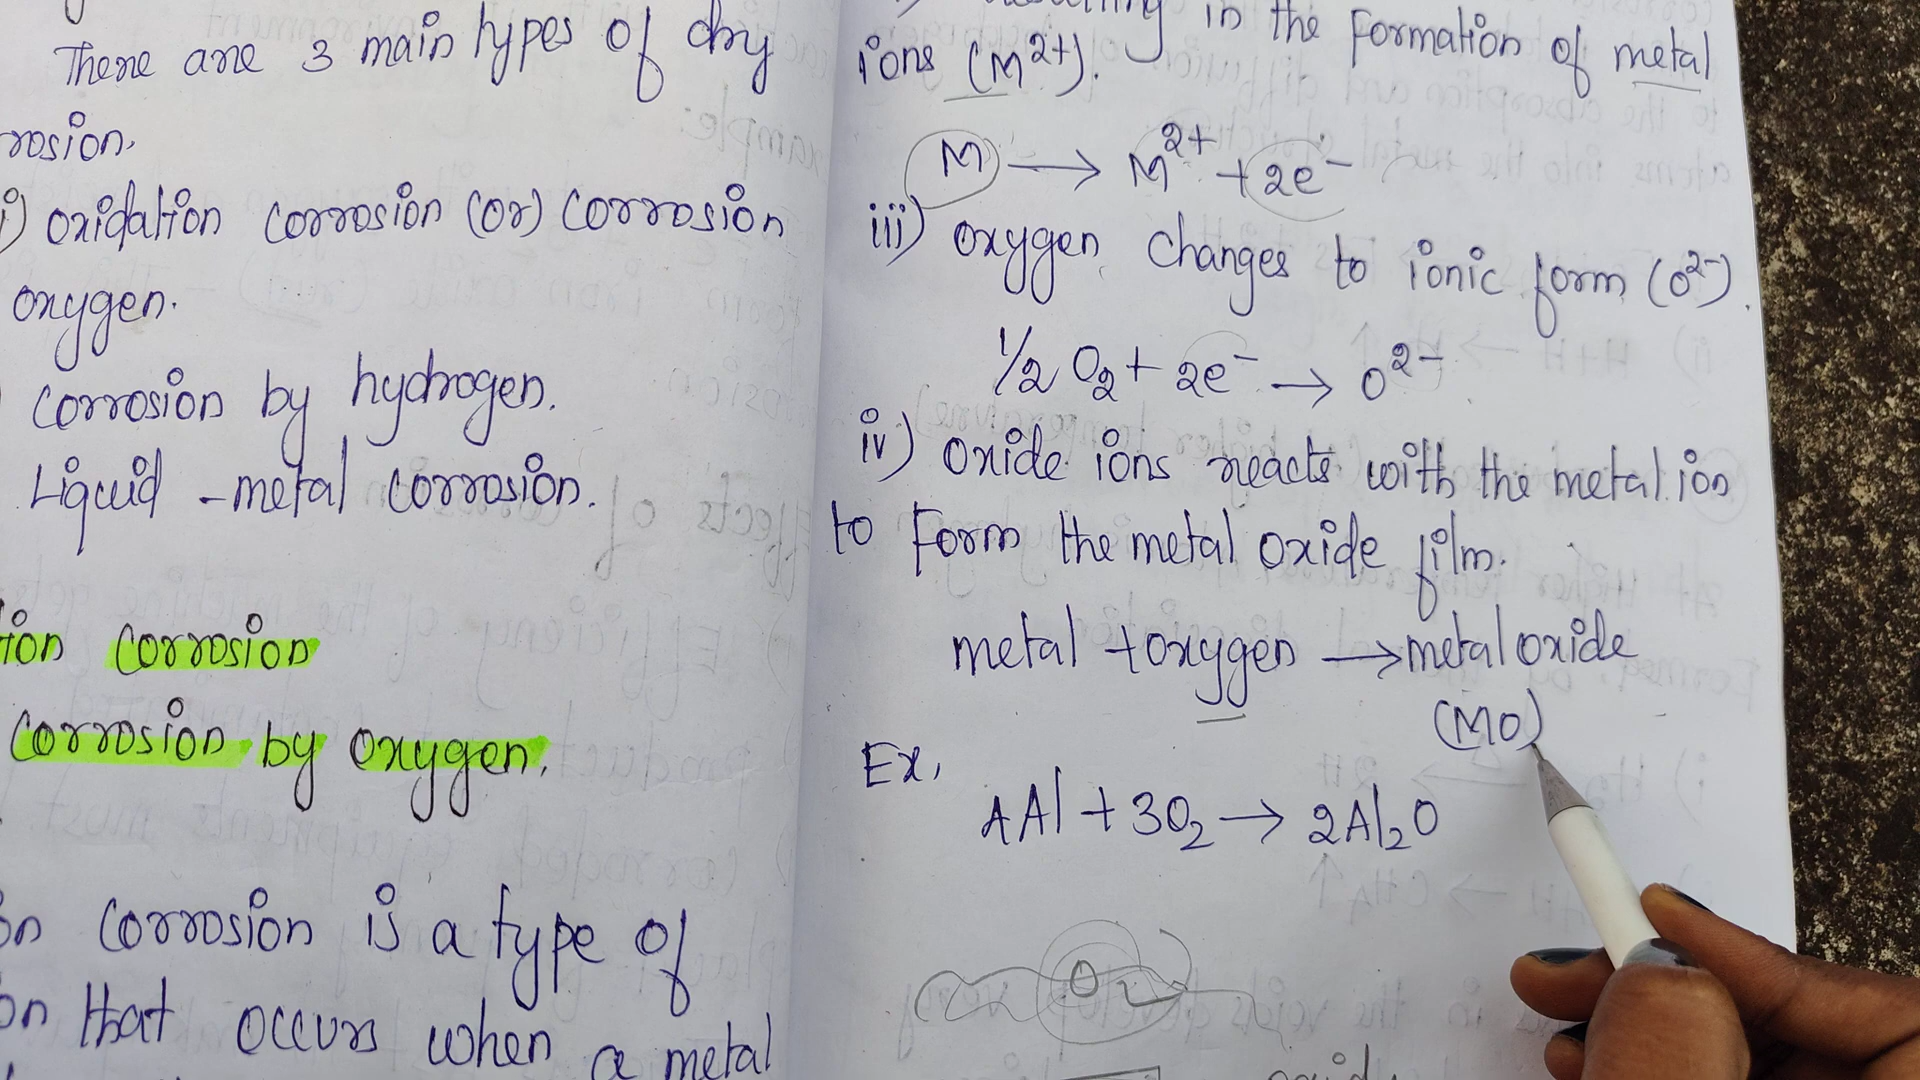 There are 3 main types of dry
rosion.
i) oxidation corrosion (or) corrosion
oxygen.
corrosion by hydrogen.
Liquid - metal corrosion.
ion corrosion
corrosion by oxygen.
on corrosion is a type of
on that occurs when a metal
in the formation of metal
ions (M²⁺).
M → M²⁺ + 2e⁻
iii) oxygen changes to ionic form (O²⁻).
1/2 O₂ + 2e⁻ → O²⁻
iv) oxide ions reacts with the metal ion
to form the metal oxide film.
metal + oxygen → metal oxide
(MO)
Ex,
4Al + 3O₂ → 2Al₂O
O₂